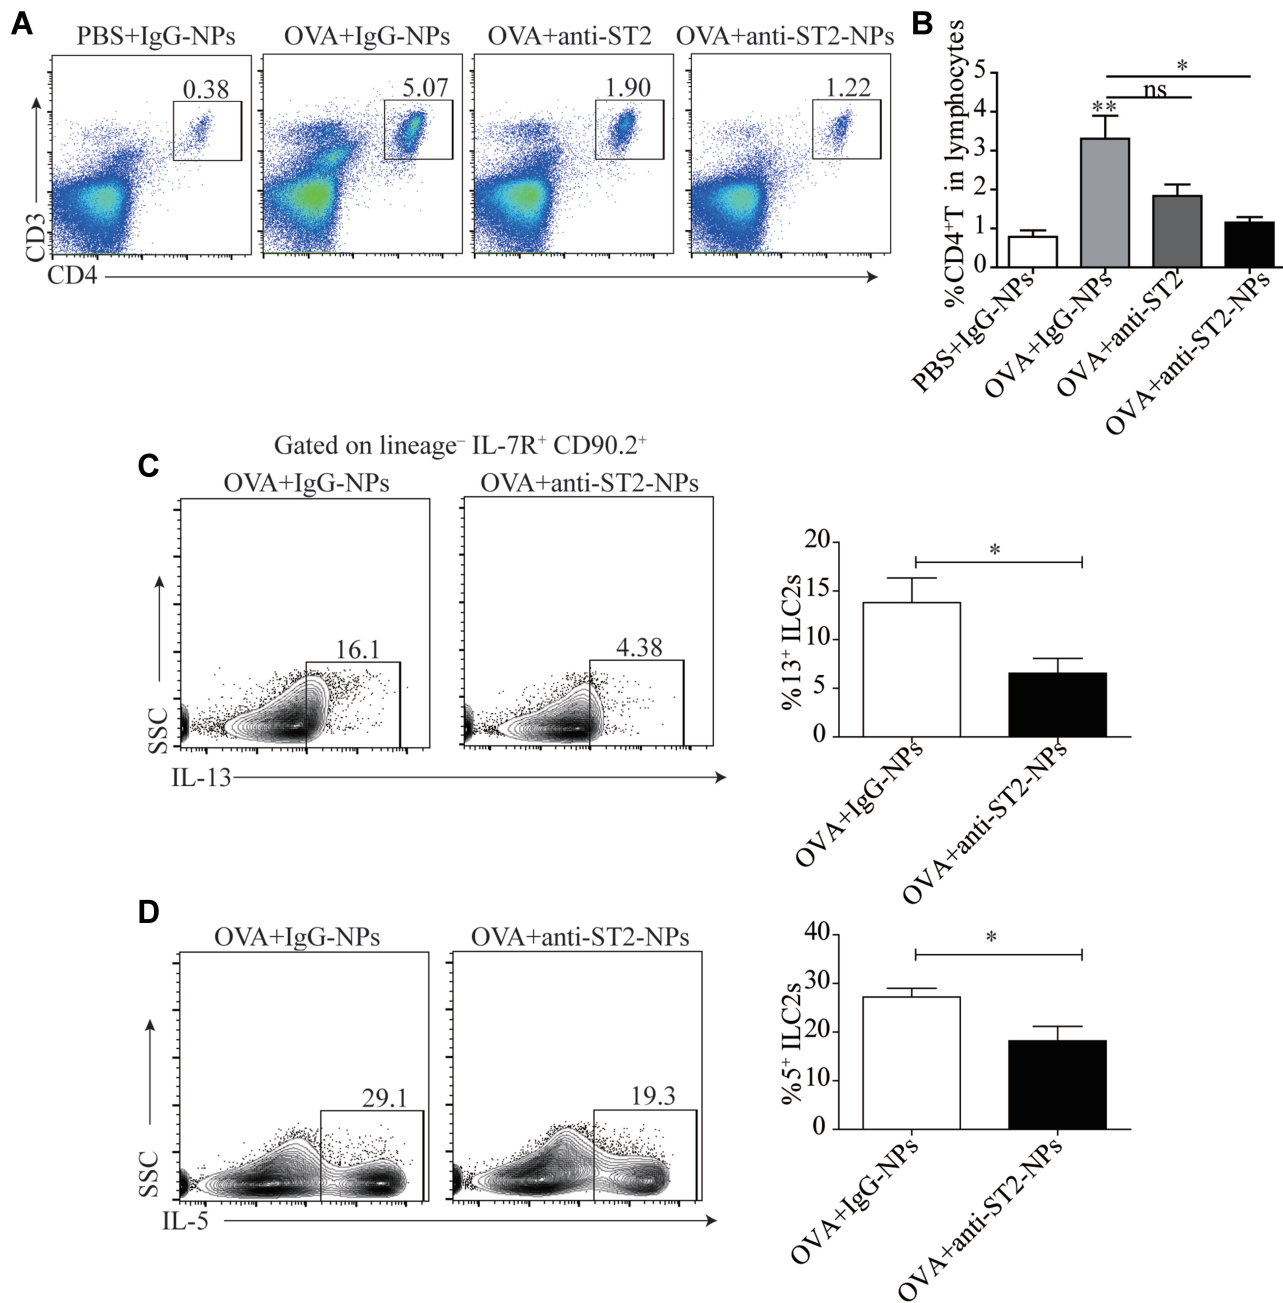 A
PBS+IgG-NPs
OVA+IgG-NPs
OVA+anti-ST2
OVA+anti-ST2-NPs
0.38
5.07
1.90
1.22
CD3
CD4
B
%CD4⁺T in lymphocytes
5
4
3
2
1
0
*
ns
**
PBS+IgG-NPs
OVA+IgG-NPs
OVA+anti-ST2
OVA+anti-ST2-NPs
C
Gated on lineage⁻ IL-7R⁺ CD90.2⁺
OVA+IgG-NPs
OVA+anti-ST2-NPs
16.1
4.38
SSC
IL-13
%13⁺ ILC2s
20
15
10
5
0
*
OVA+IgG-NPs
OVA+anti-ST2-NPs
D
OVA+IgG-NPs
OVA+anti-ST2-NPs
29.1
19.3
SSC
IL-5
%5⁺ ILC2s
40
30
20
10
0
*
OVA+IgG-NPs
OVA+anti-ST2-NPs